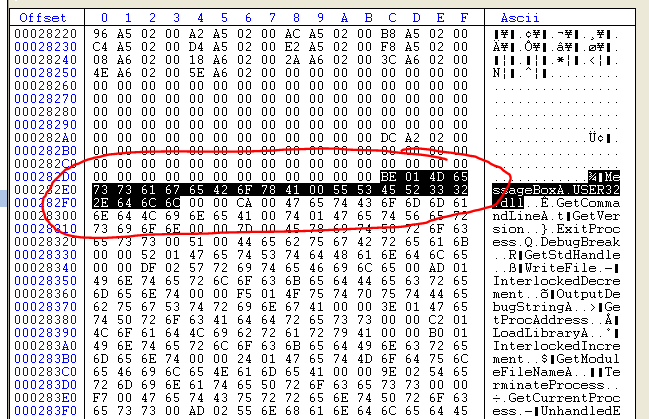 Offset 0 1 2 3 4 5 6 7 8 9 A B C D E F Ascii
00028220 96 A5 02 00 A2 A5 02 00 AC A5 02 00 B8 A5 02 00 ▮¥▮.¢¥▮.¬¥▮.¸¥▮.
00028230 C4 A5 02 00 D4 A5 02 00 E2 A5 02 00 F8 A5 02 00 Ä¥▮.Ô¥▮.â¥▮.ø¥▮.
00028240 08 A6 02 00 18 A6 02 00 2A A6 02 00 3C A6 02 00 ▮¦▮.▮¦▮.*¦▮.<¦▮.
00028250 4E A6 02 00 5E A6 02 00 00 00 00 00 00 00 00 00 N¦▮.^¦▮.........
00028260 00 00 00 00 00 00 00 00 00 00 00 00 00 00 00 00 ................
00028270 00 00 00 00 00 00 00 00 00 00 00 00 00 00 00 00 ................
00028280 00 00 00 00 00 00 00 00 00 00 00 00 00 00 00 00 ................
00028290 00 00 00 00 00 00 00 00 00 00 00 00 00 00 00 00 ................
000282A0 00 00 00 00 00 00 00 00 00 00 00 00 DC A2 02 00 ............Ü¢▮.
000282B0 00 00 00 00 00 00 00 00 00 00 00 00 00 00 00 00 ................
000282C0 00 00 00 00 00 00 00 00 00 00 00 00 00 00 00 00 ................
000282D0 00 00 00 00 00 00 00 00 00 00 00 00 BE 01 4D 65 ............¾▮Me
000282E0 73 73 61 67 65 42 6F 78 41 00 55 53 45 52 33 32 ssageBoxA.USER32
000282F0 2E 64 6C 6C 00 00 CA 00 47 65 74 43 6F 6D 6D 61 .dll..Ê.GetComma
00028300 6E 64 4C 69 6E 65 41 00 74 01 47 65 74 56 65 72 ndLineA.t▮GetVer
00028310 73 69 6F 6E 00 00 7D 00 45 78 69 74 50 72 6F 63 sion..}.ExitProc
00028320 65 73 73 00 51 00 44 65 62 75 67 42 72 65 61 6B ess.Q.DebugBreak
00028330 00 00 52 01 47 65 74 53 74 64 48 61 6E 64 6C 65 ..R▮GetStdHandle
00028340 00 00 DF 02 57 72 69 74 65 46 69 6C 65 00 AD 01 ..ß▮WriteFile.-▮
00028350 49 6E 74 65 72 6C 6F 63 6B 65 64 44 65 63 72 65 InterlockedDecre
00028360 6D 65 6E 74 00 00 F5 01 4F 75 74 70 75 74 44 65 ment..õ▮OutputDe
00028370 62 75 67 53 74 72 69 6E 67 41 00 00 3E 01 47 65 bugStringA..>▮Ge
00028380 74 50 72 6F 63 41 64 64 72 65 73 73 00 00 C2 01 tProcAddress..Â▮
00028390 4C 6F 61 64 4C 69 62 72 61 72 79 41 00 00 B0 01 LoadLibraryA..°▮
000283A0 49 6E 74 65 72 6C 6F 63 6B 65 64 49 6E 63 72 65 InterlockedIncre
000283B0 6D 65 6E 74 00 00 24 01 47 65 74 4D 6F 64 75 6C ment..$▮GetModul
000283C0 65 46 69 6C 65 4E 61 6D 65 41 00 00 9E 02 54 65 eFileNameA..▮▮Te
000283D0 72 6D 69 6E 61 74 65 50 72 6F 63 65 73 73 00 00 rminateProcess..
000283E0 F7 00 47 65 74 43 75 72 72 65 6E 74 50 72 6F 63 ÷.GetCurrentProc
000283F0 65 73 73 00 AD 02 55 6E 68 61 6E 64 6C 65 64 45 ess.-▮UnhandledE